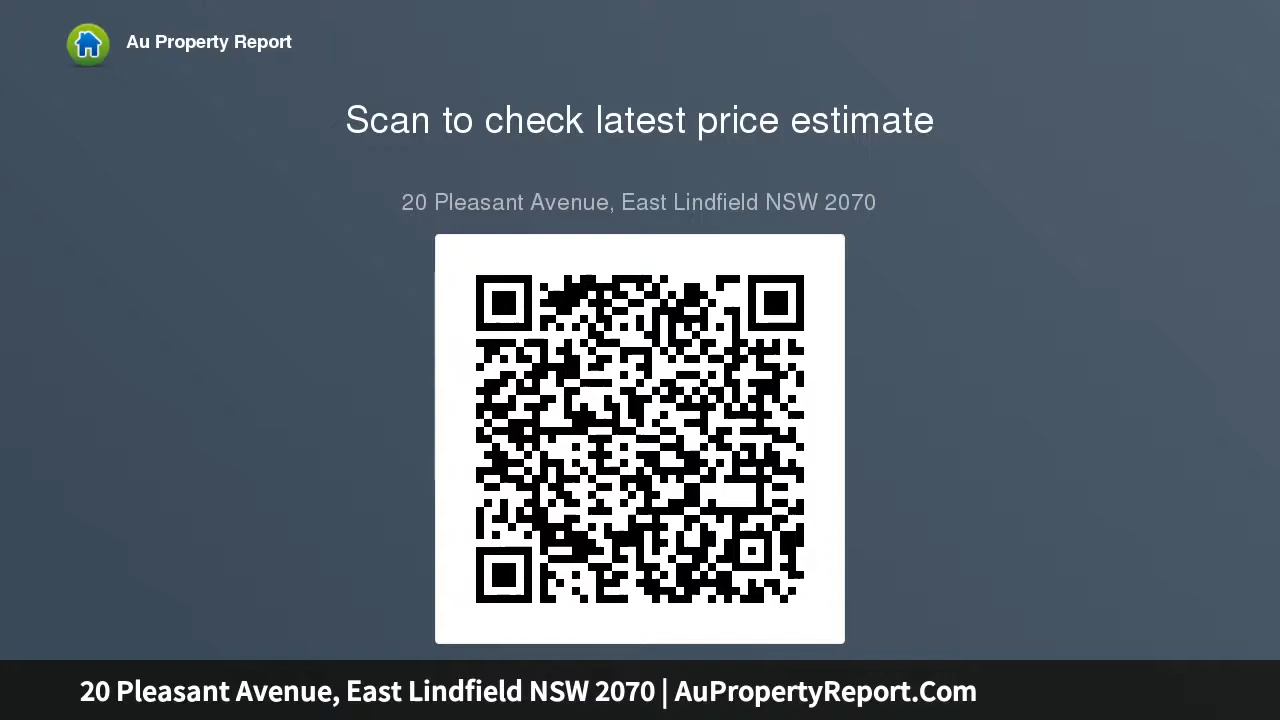 Au Property Report
Scan to check latest price estimate
20 Pleasant Avenue, East Lindfield NSW 2070
20 Pleasant Avenue, East Lindfield NSW 2070 | AuPropertyReport.Com